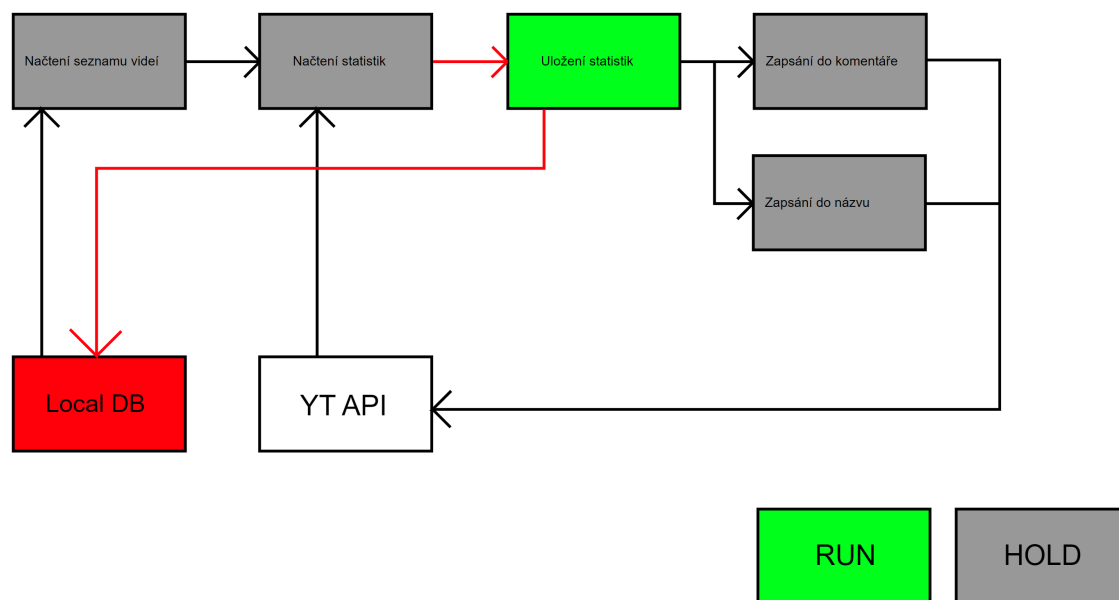 Načtení seznamu videí
Načtení statistik
Uložení statistik
Zapsání do komentáře
Zapsání do názvu
Local DB
YT API
RUN
HOLD